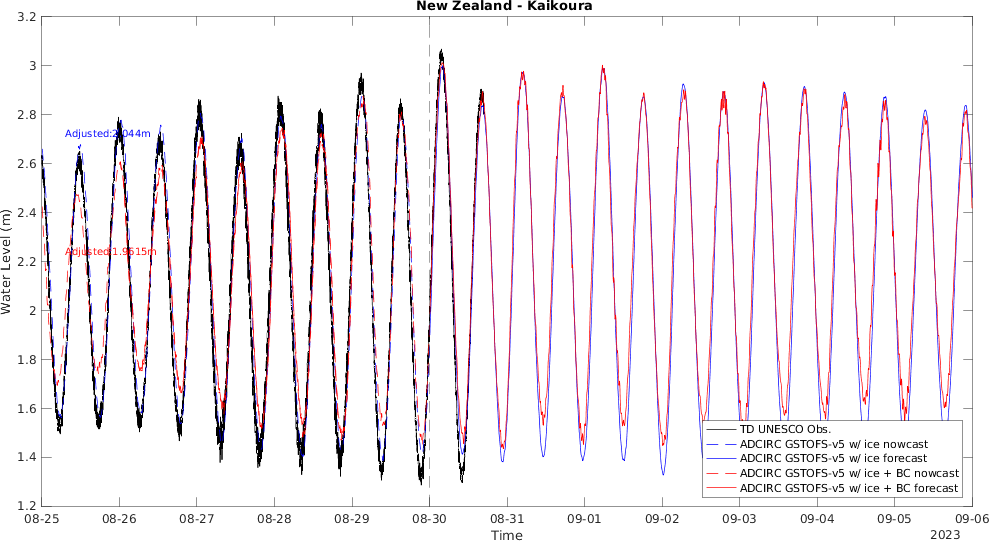 New Zealand - Kaikoura
3.2
3
2.8
2.6
2.4
2.2
2
1.8
1.6
1.4
1.2
Water Level (m)
Adjusted:2.044m
Adjusted:1.9615m
TD UNESCO Obs.
ADCIRC GSTOFS-v5 w/ ice nowcast
ADCIRC GSTOFS-v5 w/ ice forecast
ADCIRC GSTOFS-v5 w/ ice + BC nowcast
ADCIRC GSTOFS-v5 w/ ice + BC forecast
08-25 08-26 08-27 08-28 08-29 08-30 08-31 09-01 09-02 09-03 09-04 09-05 09-06
Time
2023